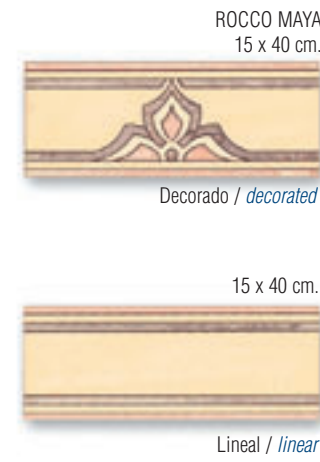 ROCCO MAYA
15 x 40 cm.
Decorado / decorated
15 x 40 cm.
Lineal / linear